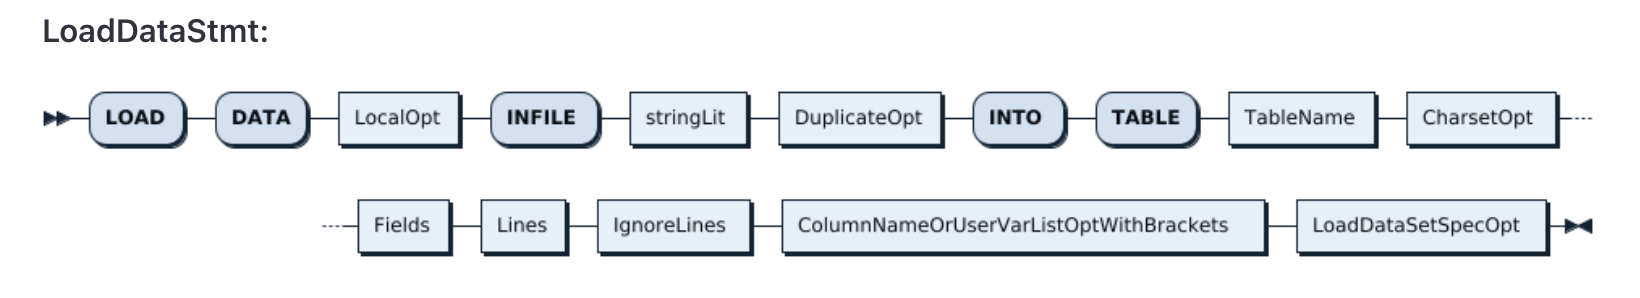 LoadDataStmt:
LOAD DATA LocalOpt INFILE stringLit DuplicateOpt INTO TABLE TableName CharsetOpt
Fields Lines IgnoreLines ColumnNameOrUserVarListOptWithBrackets LoadDataSetSpecOpt